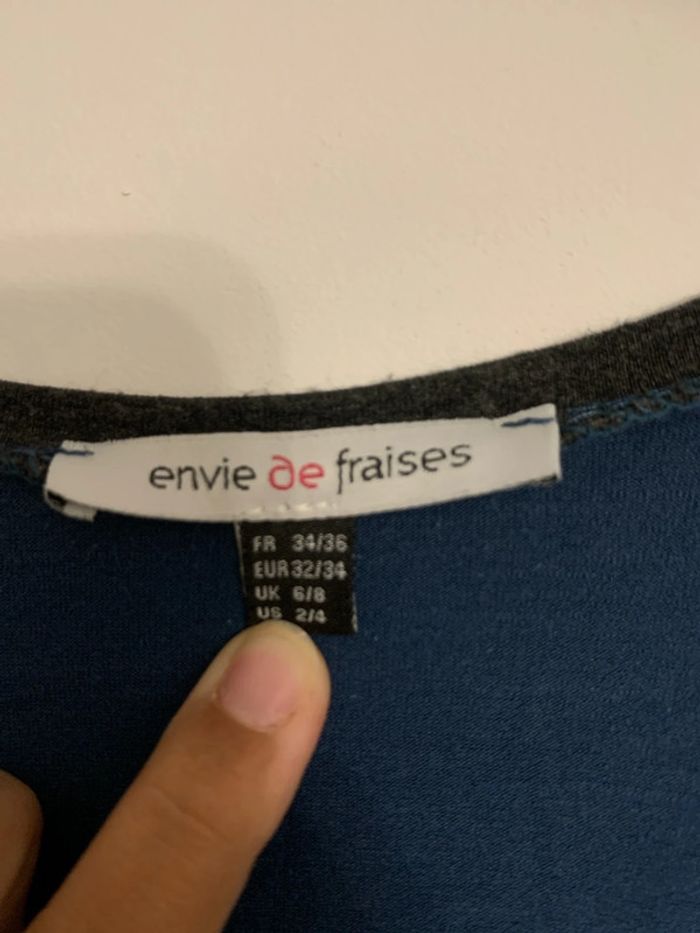 envie de fraises
FR 34/36
EUR 32/34
UK 6/8
US 2/4